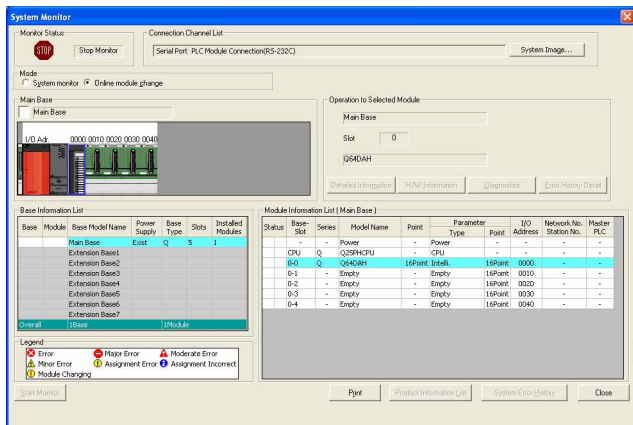 System Monitor
Monitor Status
STOP
Stop Monitor
Connection Channel List
Serial Port PLC Module Connection(RS-232C)
System Image...
Mode
System monitor Online module change
Main Base
Main Base
I/O Adr. 0000 0010 0020 0030 0040
Operation to Selected Module
Main Base
Slot 0
Q64DAH
Detailed Information H/W Information Diagnostics Error History Detail
Base Information List
Base Module Base Model Name Power Supply Base Type Slots Installed Modules
Main Base Exist Q 5 1
Extension Base1
Extension Base2
Extension Base3
Extension Base4
Extension Base5
Extension Base6
Extension Base7
Overall 1Base 1Module
Module Information List ( Main Base )
Status Base-Slot Series Model Name Point Parameter Type Point I/O Address Network No. Station No. Master PLC
- - Power - Power - - - -
CPU Q Q25PHCPU - CPU - - - -
0-0 Q Q64DAH 16Point Intelli. 16Point 0000 - -
0-1 - Empty - Empty 16Point 0010 - -
0-2 - Empty - Empty 16Point 0020 - -
0-3 - Empty - Empty 16Point 0030 - -
0-4 - Empty - Empty 16Point 0040 - -
Legend
Error Major Error Moderate Error
Minor Error Assignment Error Assignment Incorrect
Module Changing
Start Monitor Print Product Information List System Error History Close